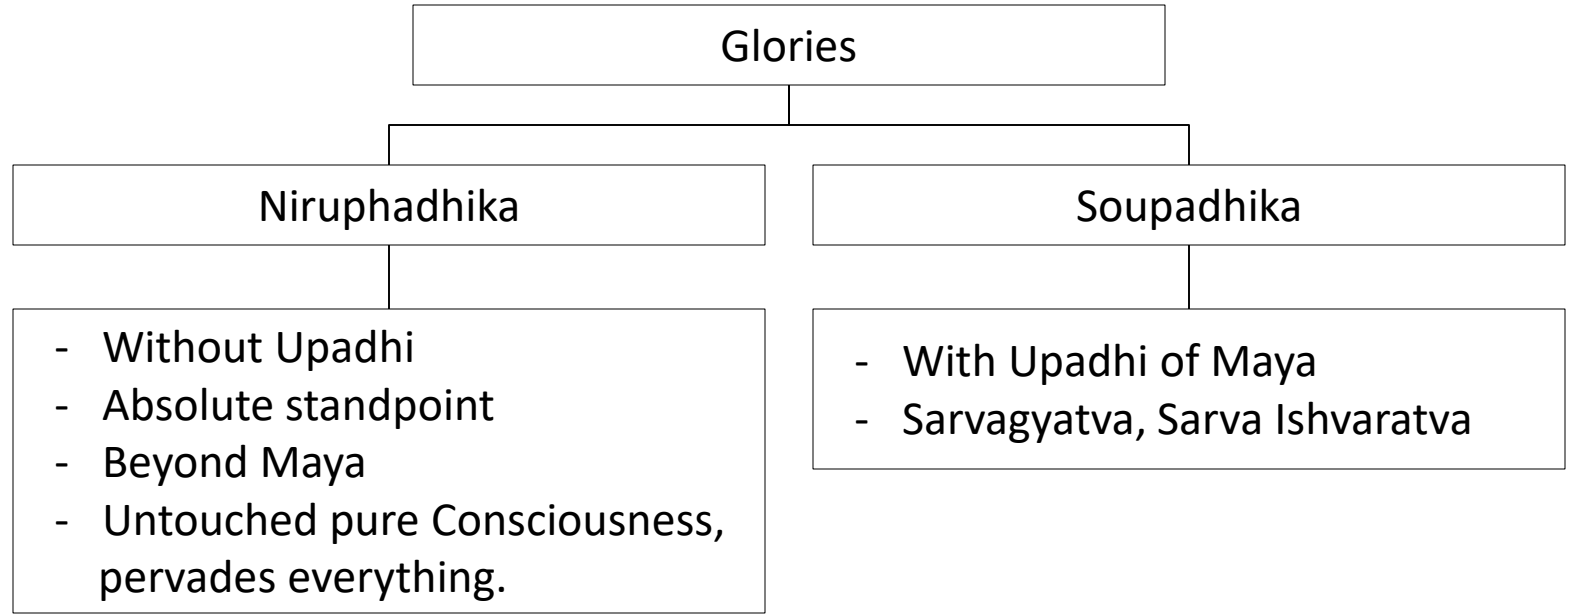 Glories
Niruphadhika
Soupadhika
- Without Upadhi
- Absolute standpoint
- Beyond Maya
- Untouched pure Consciousness,
pervades everything.
- With Upadhi of Maya
- Sarvagyatva, Sarva Ishvaratva